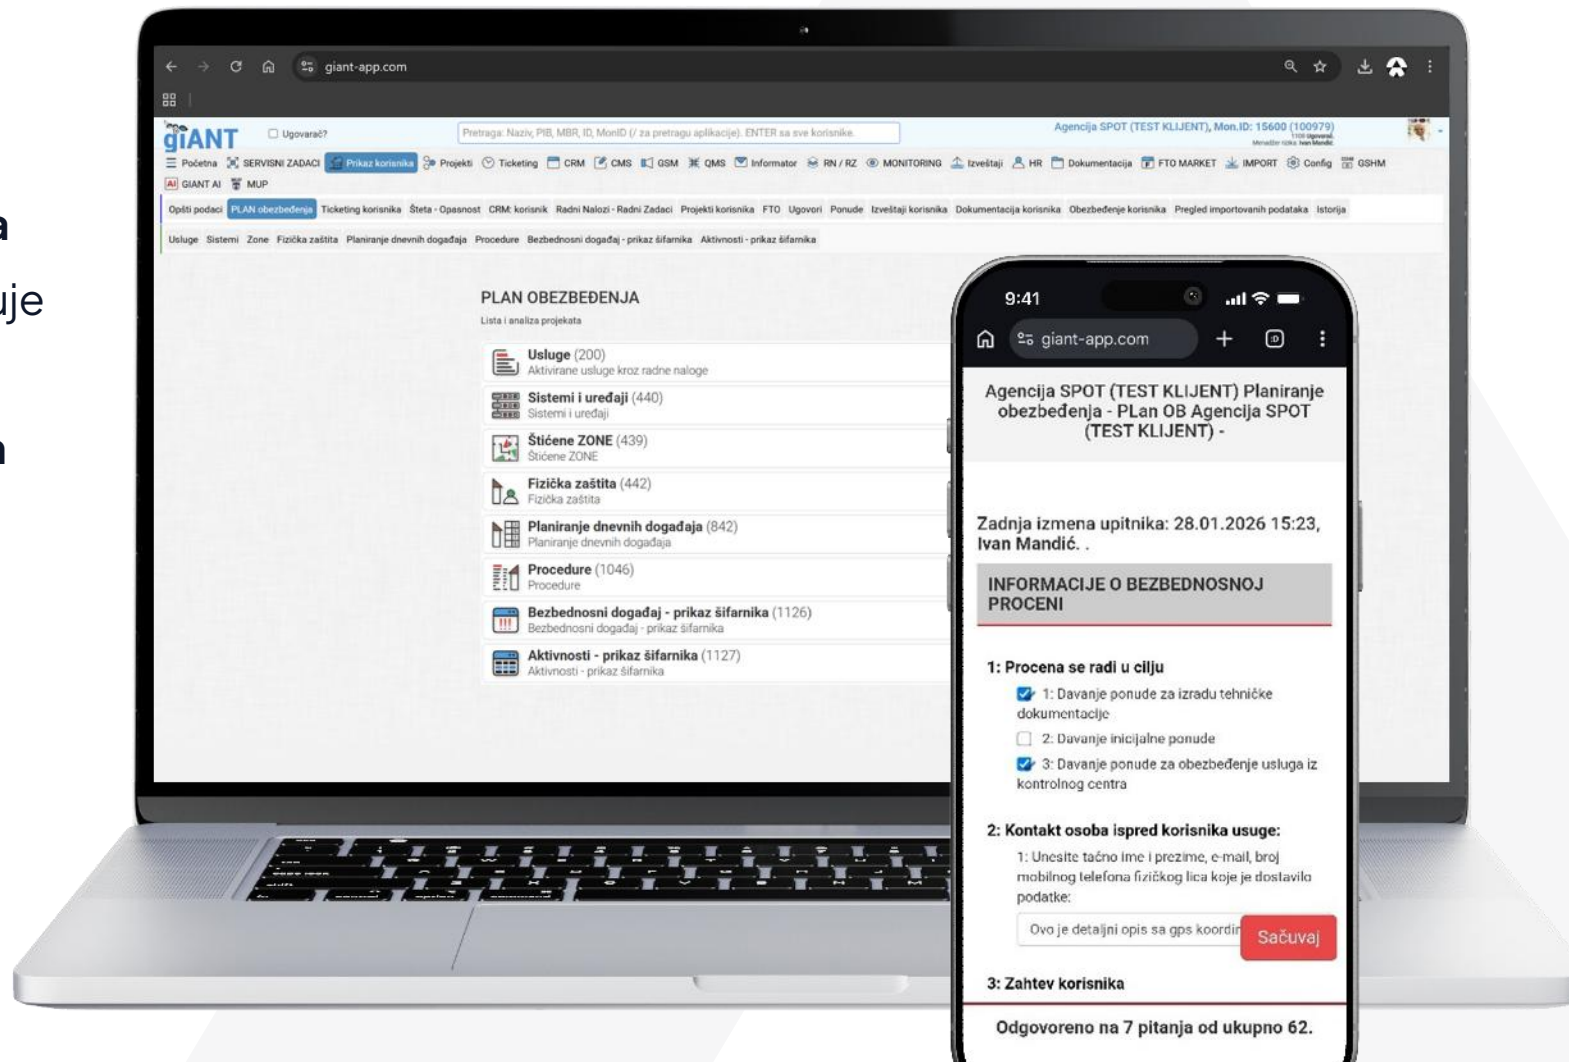 a
uje
a
giant-app.com
giANT
Ugovarač?
Pretraga: Naziv, PIB, MBR, ID, MonID (/ za pretragu aplikacije). ENTER sa sve korisnike.
Agencija SPOT (TEST KLIJENT), Mon.ID: 15600 (100979)
1108 Ugovarač.
Menadžer rizika: Ivan Mandić
Početna SERVISNI ZADACI Prikaz korisnika Projekti Ticketing CRM CMS GSM QMS Informator RN / RZ MONITORING Izveštaji HR Dokumentacija FTO MARKET IMPORT Config GSHM
AI GIANT AI MUP
Opšti podaci PLAN obezbeđenja Ticketing korisnika Šteta - Opasnost CRM: korisnik Radni Nalozi - Radni Zadaci Projekti korisnika FTO Ugovori Ponude Izveštaji korisnika Dokumentacija korisnika Obezbeđenje korisnika Pregled importovanih podataka Istorija
Usluge Sistemi Zone Fizička zaštita Planiranje dnevnih događaja Procedure Bezbednosni događaj - prikaz šifarnika Aktivnosti - prikaz šifarnika
PLAN OBEZBEĐENJA
Lista i analiza projekata
Usluge (200)
Aktivirane usluge kroz radne naloge
Sistemi i uređaji (440)
Sistemi i uređaji
Štićene ZONE (439)
Štićene ZONE
Fizička zaštita (442)
Fizička zaštita
Planiranje dnevnih događaja (842)
Planiranje dnevnih događaja
Procedure (1046)
Procedure
Bezbednosni događaj - prikaz šifarnika (1126)
Bezbednosni događaj - prikaz šifarnika
Aktivnosti - prikaz šifarnika (1127)
Aktivnosti - prikaz šifarnika
9:41
giant-app.com
Agencija SPOT (TEST KLIJENT) Planiranje
obezbeđenja - PLan OB Agencija SPOT
(TEST KLIJENT) -
Zadnja izmena upitnika: 28.01.2026 15:23,
Ivan Mandić. .
INFORMACIJE O BEZBEDNOSNOJ
PROCENI
1: Procena se radi u cilju
1: Davanje ponude za izradu tehničke
dokumentacije
2: Davanje inicijalne ponude
3: Davanje ponude za obezbeđenje usluga iz
kontrolnog centra
2: Kontakt osoba ispred korisnika usuge:
1: Unesite tačno ime i prezime, e-mail, broj
mobilnog telefona fizičkog lica koje je dostavilo
podatke:
Ovo je detaljni opis sa gps koordin
Sačuvaj
3: Zahtev korisnika
Odgovoreno na 7 pitanja od ukupno 62.